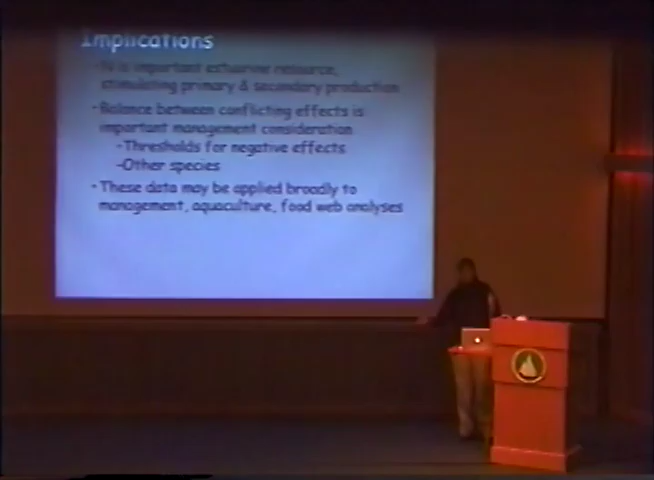 Implications
• N is important estuarine resource,
stimulating primary & secondary production
• Balance between conflicting effects is
important management consideration
-Thresholds for negative effects
-Other species
• These data may be applied broadly to
management, aquaculture, food web analyses